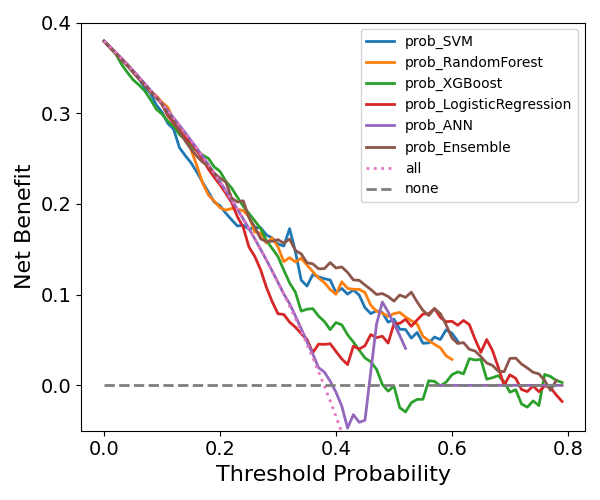 0.4
0.3
0.2
0.1
0.0
Net Benefit
prob_SVM
prob_RandomForest
prob_XGBoost
prob_LogisticRegression
prob_ANN
prob_Ensemble
all
none
0.0 0.2 0.4 0.6 0.8
Threshold Probability